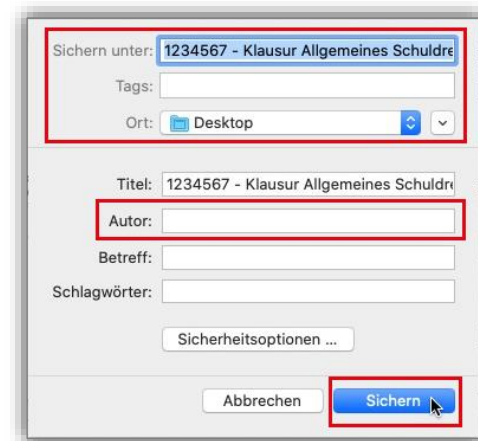 Sichern unter: 1234567 - Klausur Allgemeines Schuldre
Tags:
Ort: Desktop
Titel: 1234567 - Klausur Allgemeines Schuldre
Autor:
Betreff:
Schlagwörter:
Sicherheitsoptionen ...
Abbrechen Sichern